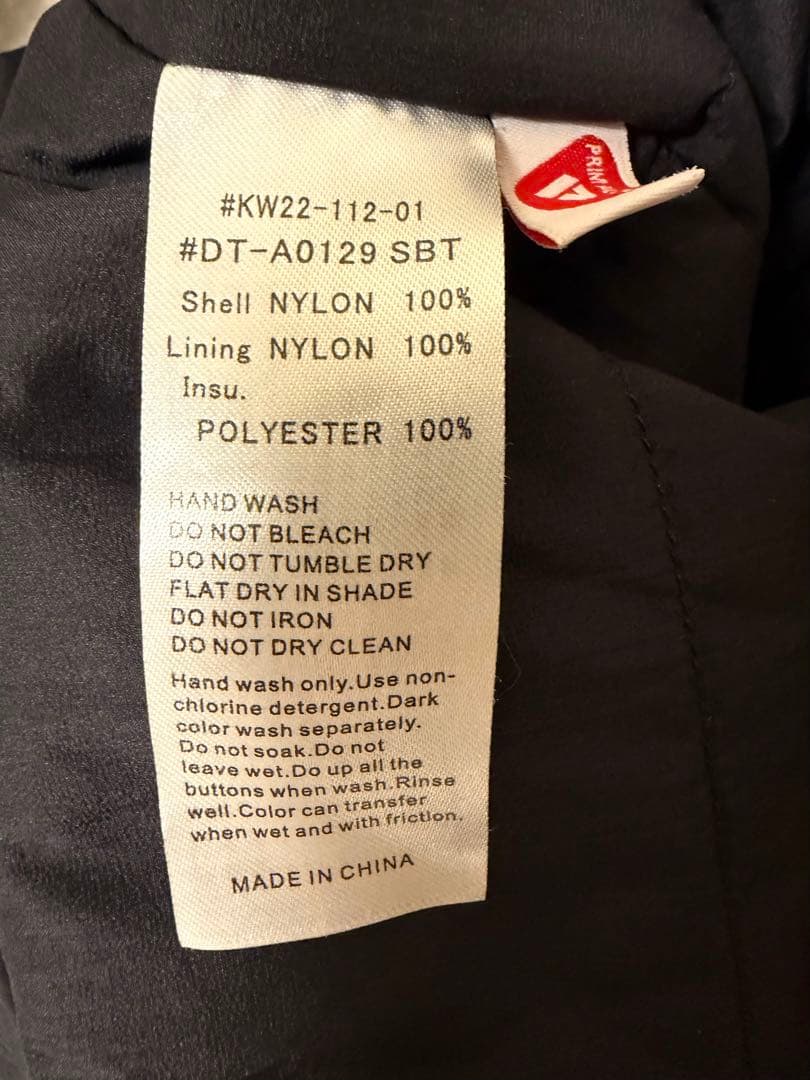 #KW22-112-01
#DT-A0129 SBT
Shell NYLON 100%
Lining NYLON 100%
Insu.
POLYESTER 100%
HAND WASH
DO NOT BLEACH
DO NOT TUMBLE DRY
FLAT DRY IN SHADE
DO NOT IRON
DO NOT DRY CLEAN
Hand wash only.Use non-
chlorine detergent.Dark
color wash separately.
Do not soak.Do not
leave wet.Do up all the
buttons when wash.Rinse
well.Color can transfer
when wet and with friction.
MADE IN CHINA